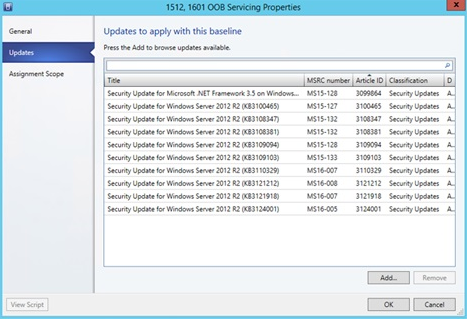 1512, 1601 OOB Servicing Properties
General
Updates
Assignment Scope
Updates to apply with this baseline
Press the Add to browse updates available.
Title MSRC number Article ID Classification D
Security Update for Microsoft .NET Framework 3.5 on Windows... MS15-128 3099864 Security Updates A..
Security Update for Windows Server 2012 R2 (KB3100465) MS15-127 3100465 Security Updates A..
Security Update for Windows Server 2012 R2 (KB3108347) MS15-132 3108347 Security Updates A..
Security Update for Windows Server 2012 R2 (KB3108381) MS15-132 3108381 Security Updates A..
Security Update for Windows Server 2012 R2 (KB3109094) MS15-128 3109094 Security Updates A..
Security Update for Windows Server 2012 R2 (KB3109103) MS15-133 3109103 Security Updates A..
Security Update for Windows Server 2012 R2 (KB3110329) MS16-007 3110329 Security Updates A..
Security Update for Windows Server 2012 R2 (KB3121212) MS16-008 3121212 Security Updates A..
Security Update for Windows Server 2012 R2 (KB3121918) MS16-007 3121918 Security Updates A..
Security Update for Windows Server 2012 R2 (KB3124001) MS16-005 3124001 Security Updates A..
Add... Remove
View Script OK Cancel